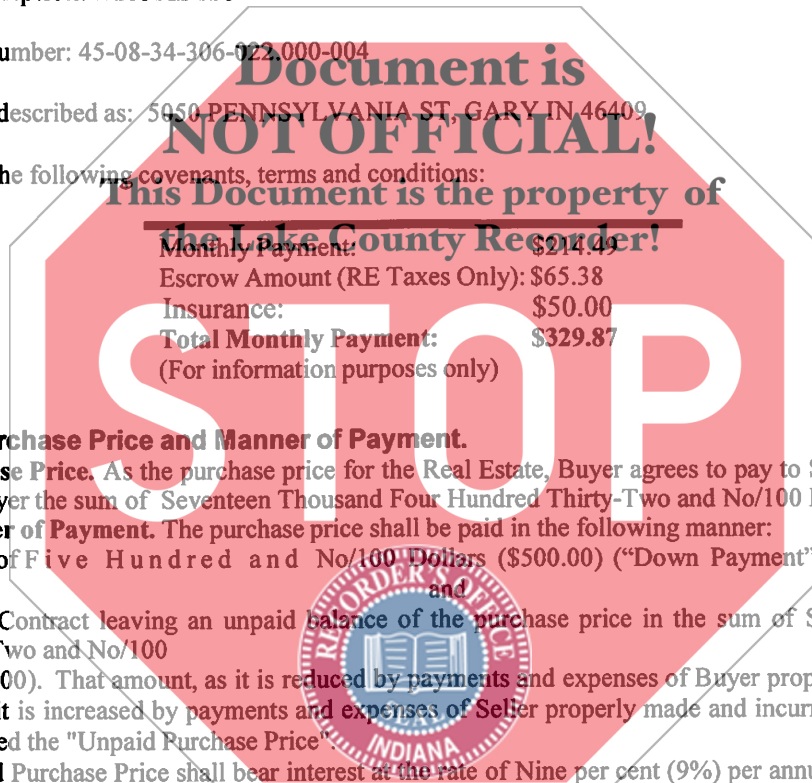 umber: 45-08-34-306-022.000-004
Document is
described as: 5050 PENNSYLVANIA ST, GARY IN 46409
NOT OFFICIAL!
he following covenants, terms and conditions:
This Document is the property of
the Lake County Recorder!
Monthly Payment: $214.49
Escrow Amount (RE Taxes Only): $65.38
Insurance: $50.00
Total Monthly Payment: $329.87
(For information purposes only)
STOP
rchase Price and Manner of Payment.
se Price. As the purchase price for the Real Estate, Buyer agrees to pay to S
yer the sum of Seventeen Thousand Four Hundred Thirty-Two and No/100
er of Payment. The purchase price shall be paid in the following manner:
of Five Hundred and No/100 Dollars ($500.00) ("Down Payment"
and
Contract leaving an unpaid balance of the purchase price in the sum of S
Two and No/100
00). That amount, as it is reduced by payments and expenses of Buyer prop
it is increased by payments and expenses of Seller properly made and incurr
ed the "Unpaid Purchase Price".
d Purchase Price shall bear interest at the rate of Nine per cent (9%) per ann
RECORDER'S OFFICE
INDIANA